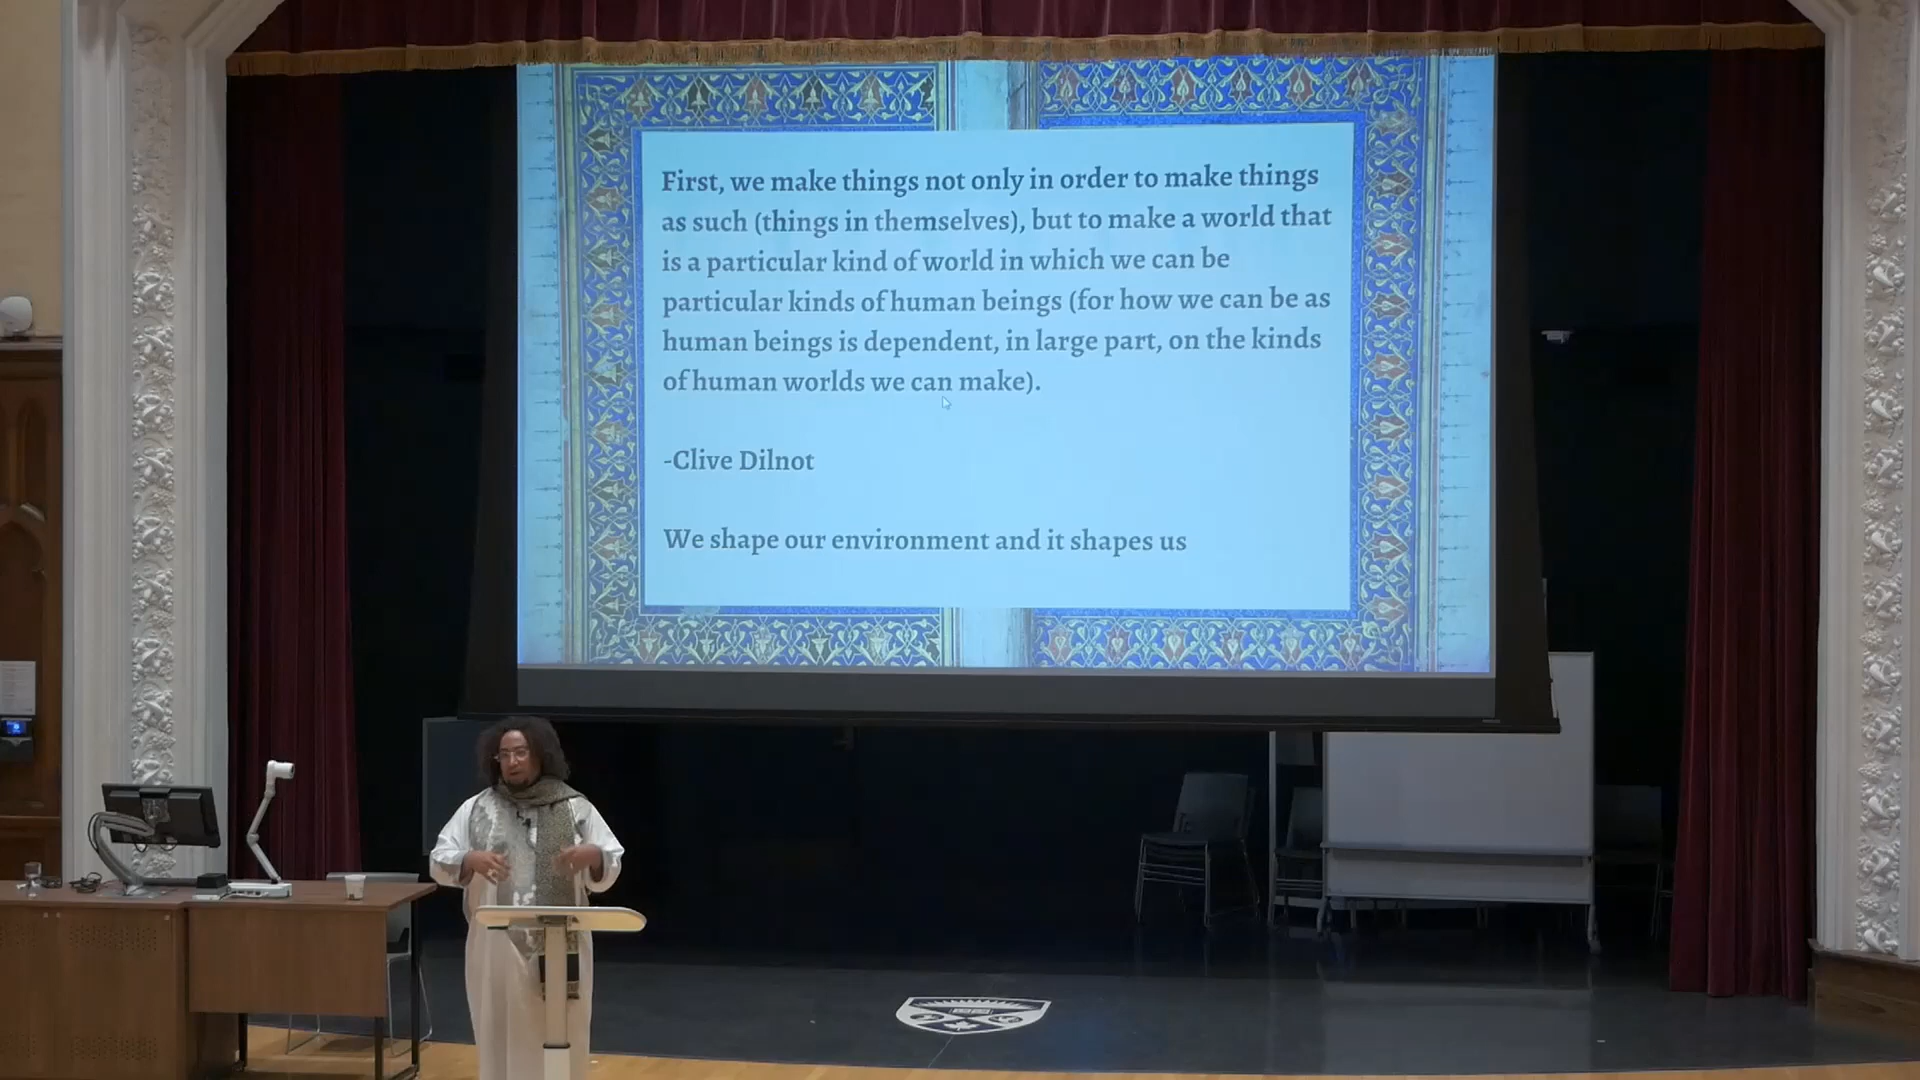 First, we make things not only in order to make things
as such (things in themselves), but to make a world that
is a particular kind of world in which we can be
particular kinds of human beings (for how we can be as
human beings is dependent, in large part, on the kinds
of human worlds we can make).
-Clive Dilnot
We shape our environment and it shapes us